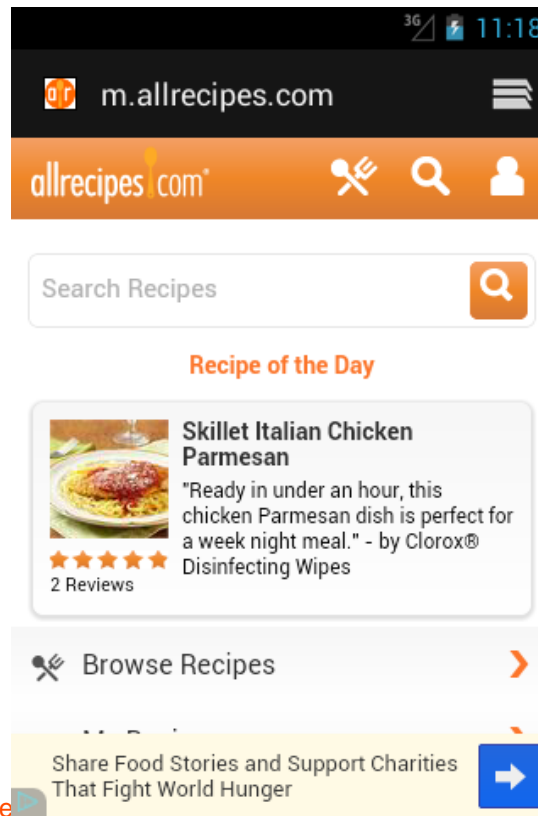 3G 11:18
m.allrecipes.com
allrecipes.com
Search Recipes
Recipe of the Day
Skillet Italian Chicken
Parmesan
"Ready in under an hour, this
chicken Parmesan dish is perfect for
a week night meal." - by Clorox®
Disinfecting Wipes
2 Reviews
Browse Recipes
Share Food Stories and Support Charities
That Fight World Hunger